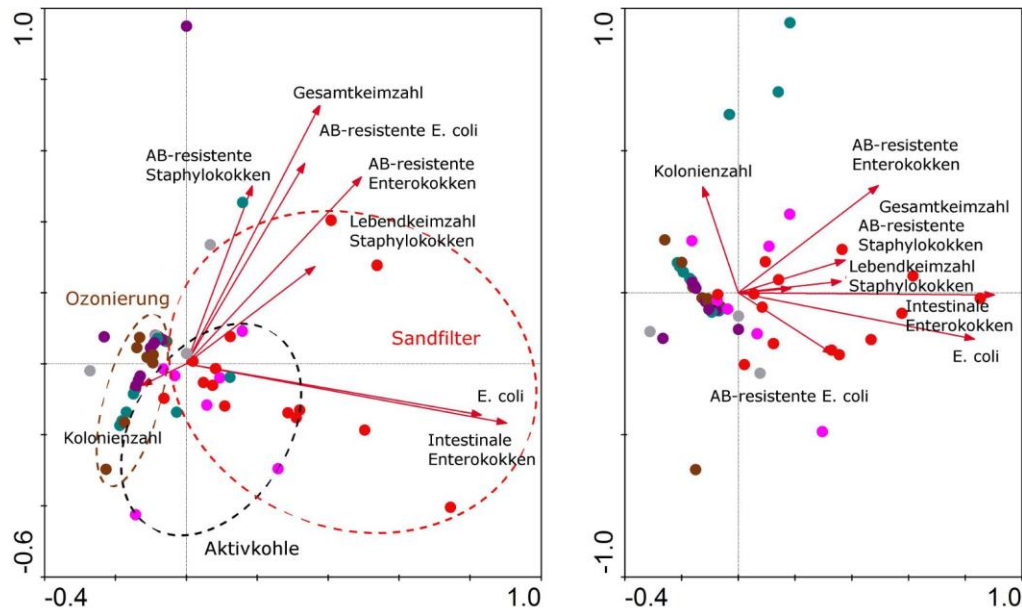 1.0
Gesamtkeimzahl
AB-resistente E. coli
AB-resistente
Staphylokokken
AB-resistente
Enterokokken
Lebendkeimzahl
Staphylokokken
Ozonierung
Sandfilter
E. coli
Kolonienzahl
Intestinale
Enterokokken
Aktivkohle
-0.6
-0.4
1.0
1.0
AB-resistente
Enterokokken
Kolonienzahl
Gesamtkeimzahl
AB-resistente
Staphylokokken
Lebendkeimzahl
Staphylokokken
Intestinale
Enterokokken
E. coli
AB-resistente E. coli
-1.0
-0.4
1.0